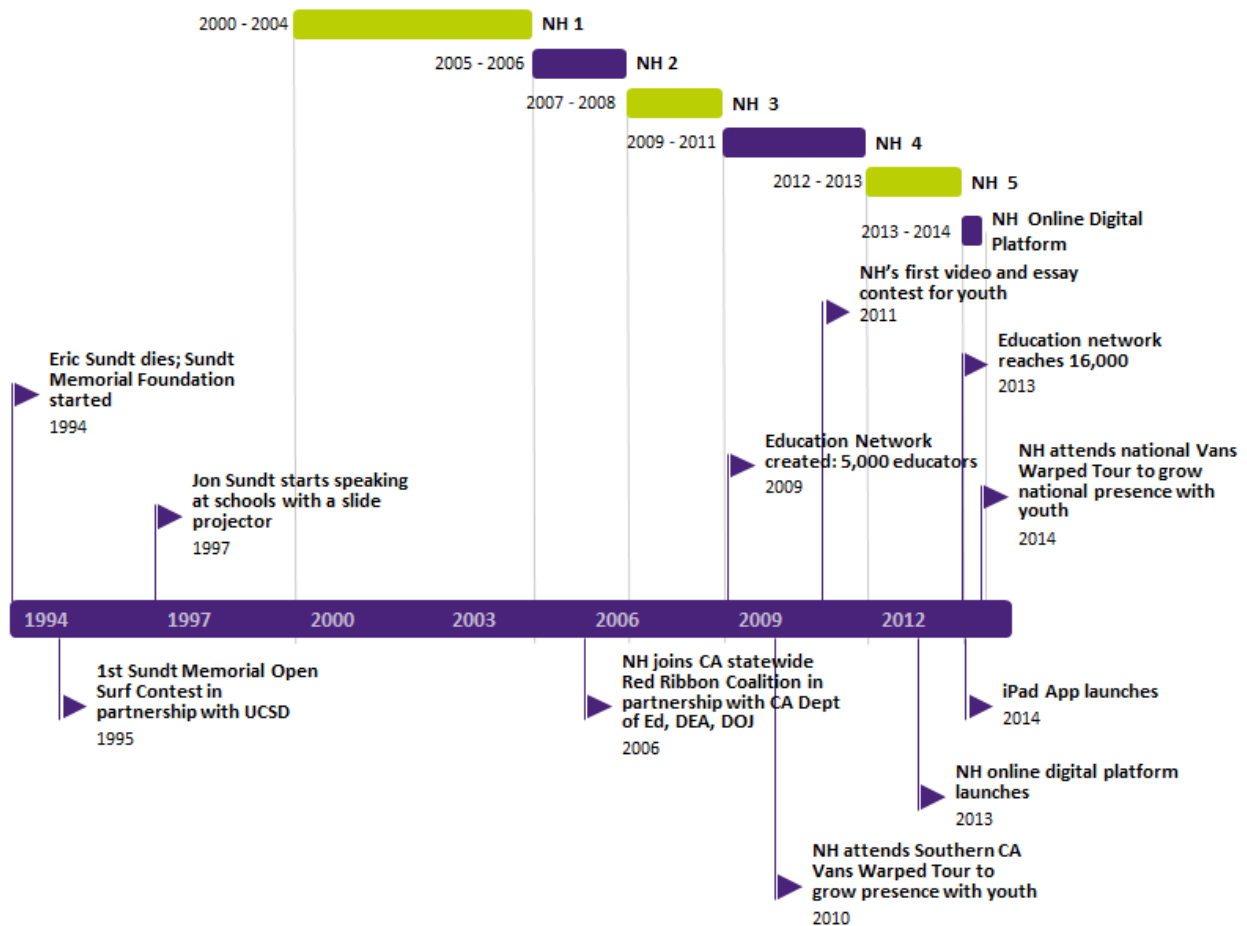 2000 - 2004 NH 1
2005 - 2006 NH 2
2007 - 2008 NH 3
2009 - 2011 NH 4
2012 - 2013 NH 5
2013 - 2014 NH Online Digital
Platform
NH's first video and essay
contest for youth
2011
Education network
reaches 16,000
2013
Eric Sundt dies; Sundt
Memorial Foundation
started
1994
Education Network
created: 5,000 educators
2009
NH attends national Vans
Warped Tour to grow
national presence with
youth
2014
Jon Sundt starts speaking
at schools with a slide
projector
1997
1994 1997 2000 2003 2006 2009 2012
1st Sundt Memorial Open
Surf Contest in
partnership with UCSD
1995
NH joins CA statewide
Red Ribbon Coalition in
partnership with CA Dept
of Ed, DEA, DOJ
2006
iPad App launches
2014
NH online digital platform
launches
2013
NH attends Southern CA
Vans Warped Tour to
grow presence with youth
2010